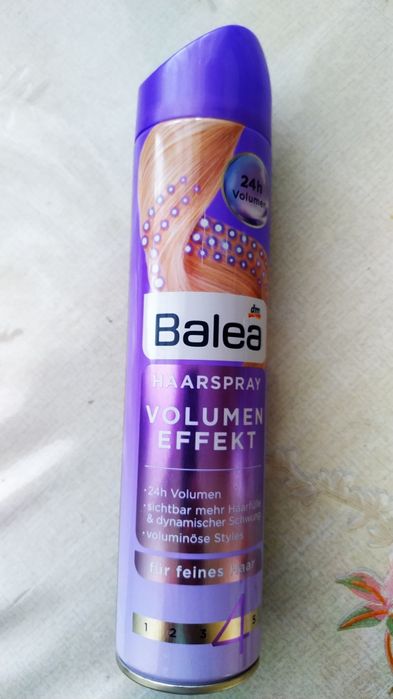 24h
Volumen
dm
Balea
HAARSPRAY
VOLUMEN
EFFEKT
• 24h Volumen
• sichtbar mehr Haarfülle
& dynamischer Schwung
• voluminöse Styles
für feines Haar
1 2 3 4 5